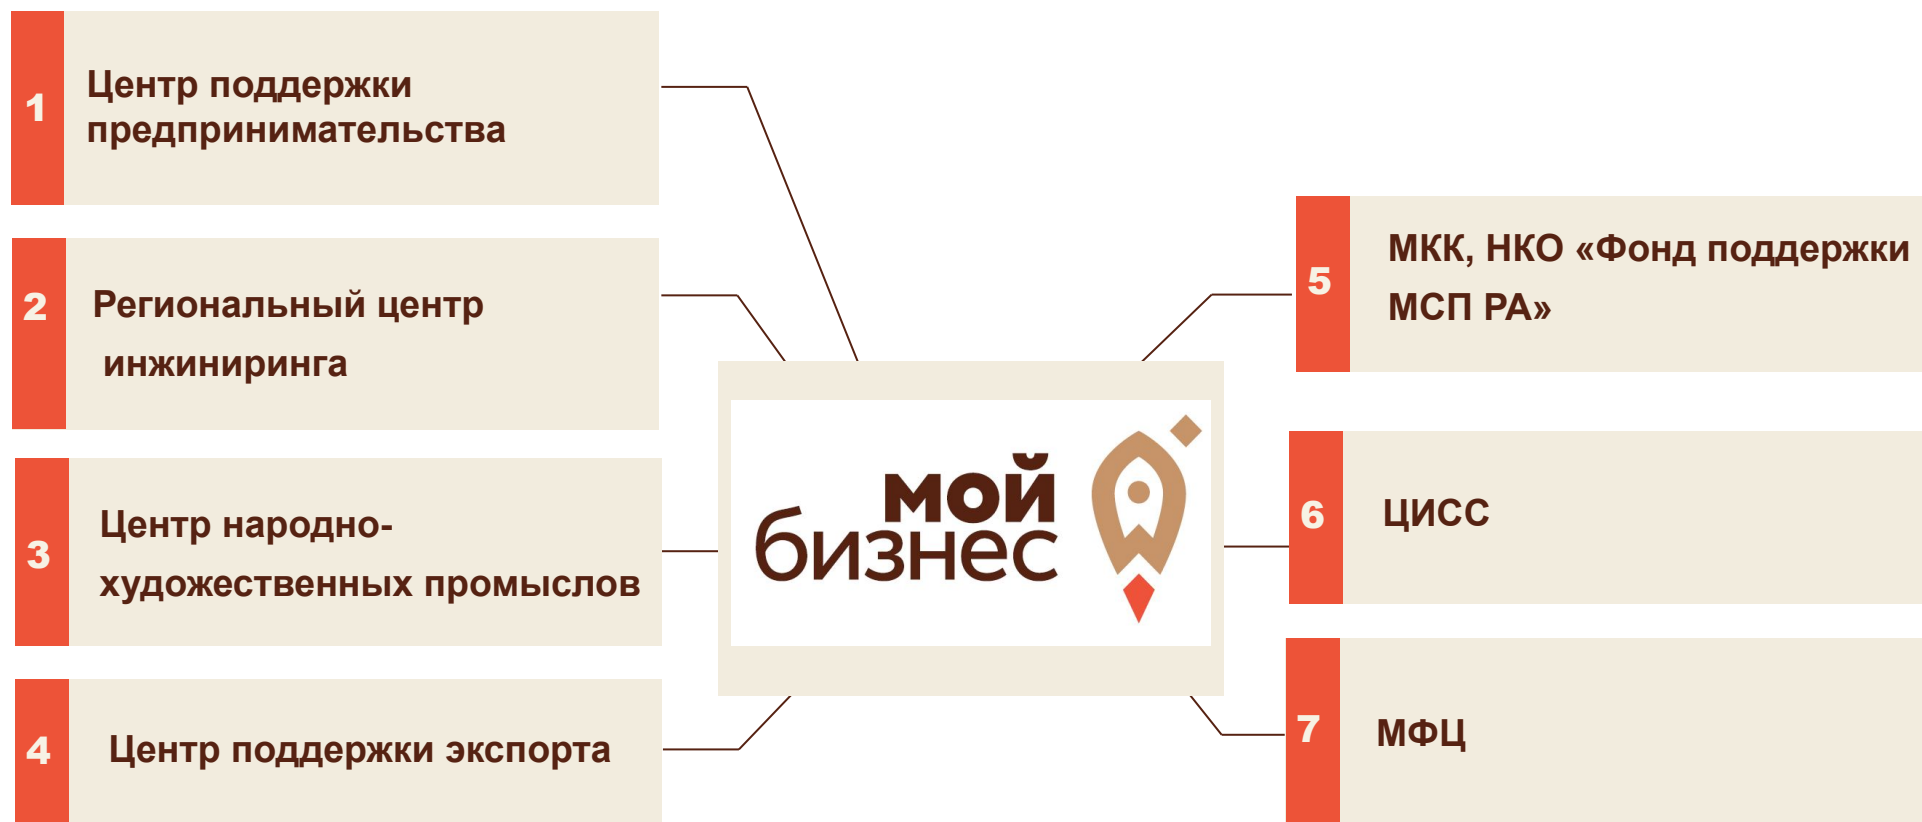 1
Центр поддержки
предпринимательства
2
Региональный центр
инжиниринга
3
Центр народно-
художественных промыслов
4
Центр поддержки экспорта
мой
бизнес
5
МКК, НКО «Фонд поддержки
МСП РА»
6
ЦИСС
7
МФЦ